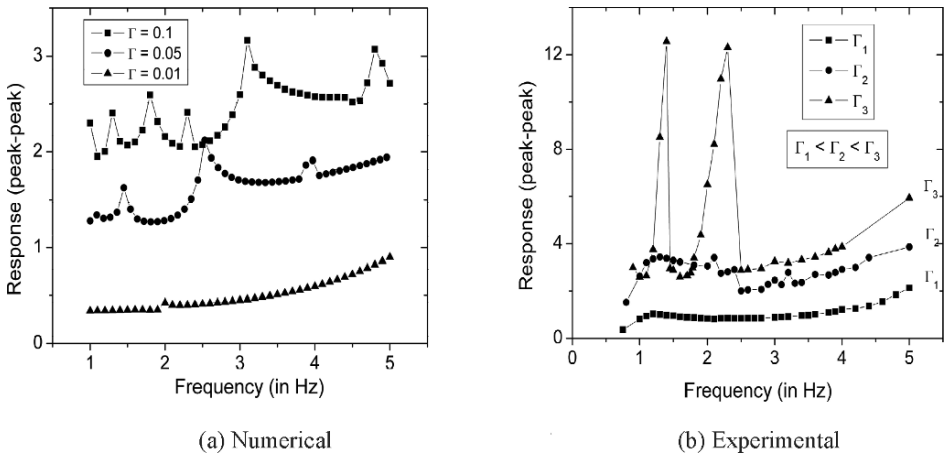 Γ = 0.1
Γ = 0.05
Γ = 0.01
Response (peak-peak)
3
2
1
0
1 2 3 4 5
Frequency (in Hz)
(a) Numerical
Γ₁
Γ₂
Γ₃
Γ₁ < Γ₂ < Γ₃
Γ₃
Γ₂
Γ₁
Response (peak-peak)
12
8
4
0
0 1 2 3 4 5
Frequency (in Hz)
(b) Experimental